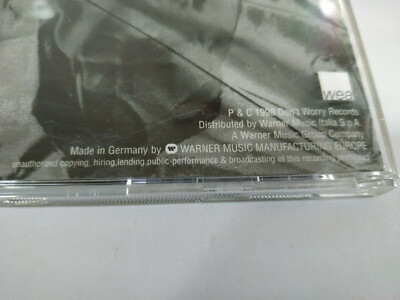 wea
P & C 1998 Don't Worry Records
Distributed by Warner Music Italia S.p.A.
A Warner Music Group Company
Made in Germany by WARNER MUSIC MANUFACTURING EUROPE
unauthorized copying, hiring, lending, public-performance & broadcasting of this recording